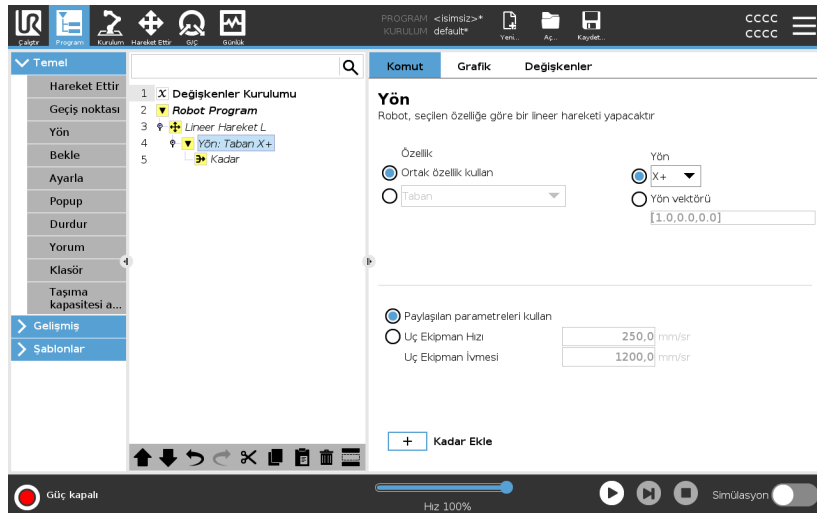 PROGRAM <isimsiz>*
KURULUM default*
cccc
cccc
Çalıştır
Program
Kurulum
Hareket Ettir
G/Ç
Günlük
Yeni...
Aç...
Kaydet...
Temel
Hareket Ettir
Geçiş noktası
Yön
Bekle
Ayarla
Popup
Durdur
Yorum
Klasör
Taşıma
kapasitesi a...
Gelişmiş
Şablonlar
1 X Değişkenler Kurulumu
2 Robot Program
3 Lineer Hareket L
4 Yön: Taban X+
5 Kadar
Komut
Grafik
Değişkenler
Yön
Robot, seçilen özelliğe göre bir lineer hareketi yapacaktır
Özellik
Ortak özellik kullan
Taban
Yön
X+
Yön vektörü
[1.0,0.0,0.0]
Paylaşılan parametreleri kullan
Uç Ekipman Hızı 250,0 mm/sr
Uç Ekipman İvmesi 1200,0 mm/sr
+ Kadar Ekle
Güç kapalı
Hız 100%
Simülasyon